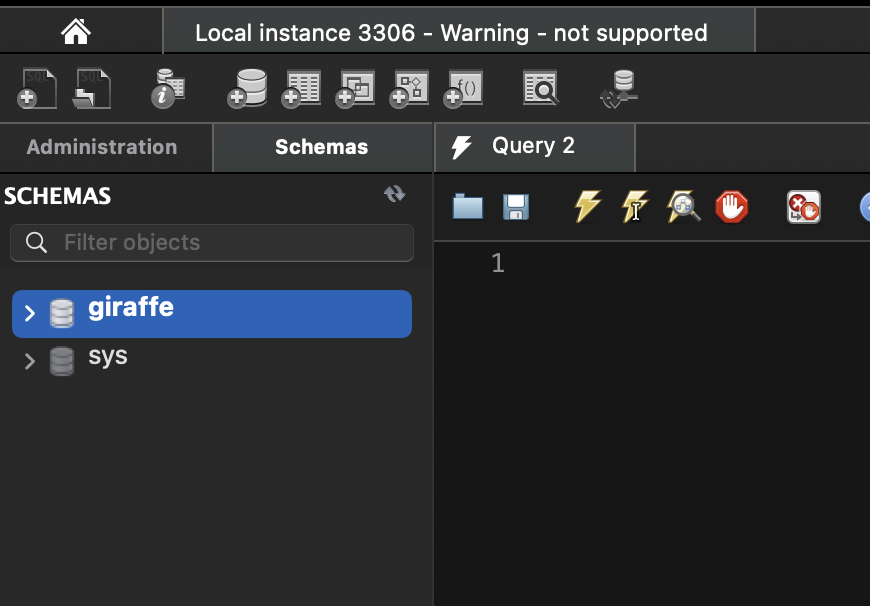 Local instance 3306 - Warning - not supported
SQL SQL
Administration Schemas Query 2
SCHEMAS
Filter objects
1
giraffe
sys